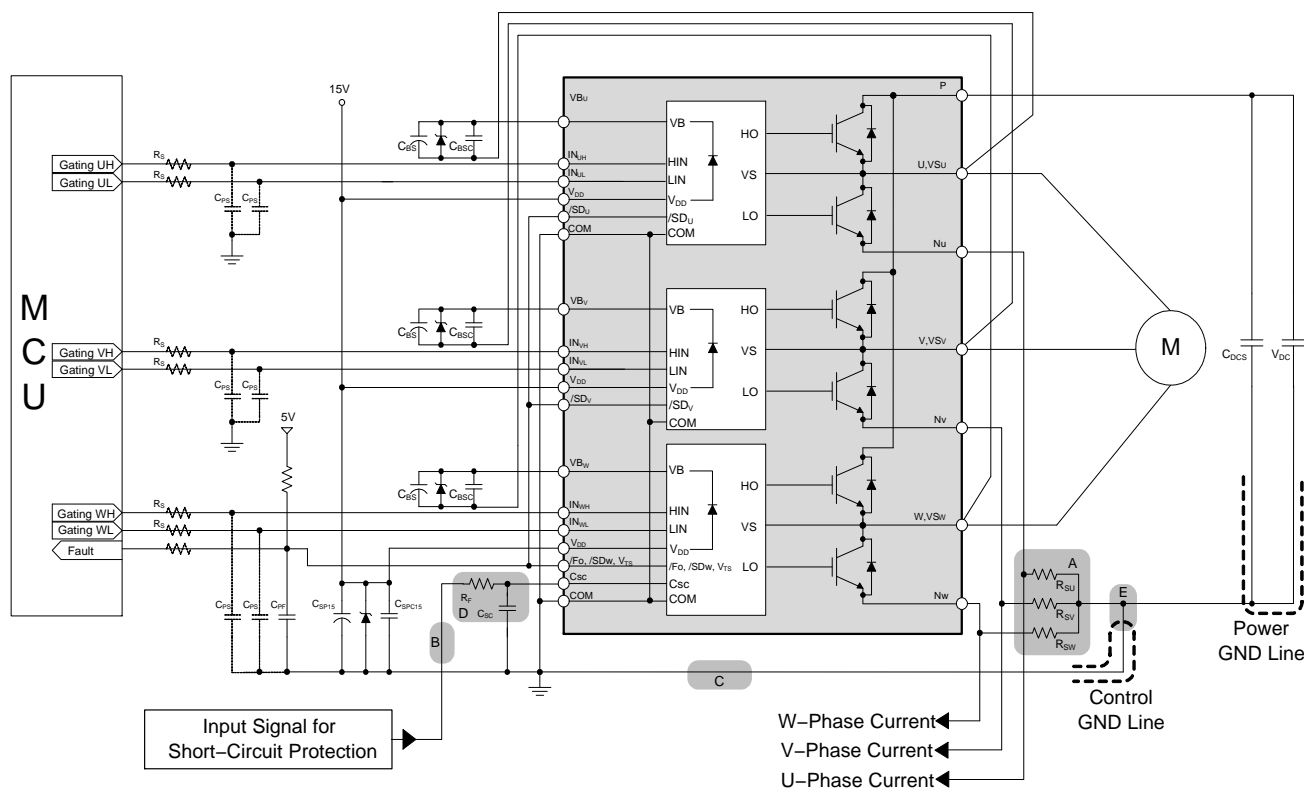 MCU
Gating UH
Gating UL
Gating VH
Gating VL
Gating WH
Gating WL
Fault
RS
RS
CPS
CPS
RS
RS
CPS
CPS
RS
RS
CPS
CPS
CPF
CSP15
CSPC15
15V
5V
CBS
CBSC
CBS
CBSC
CBS
CBSC
VBU
INUH
INUL
VDD
/SDU
COM
VB
HIN
LIN
VDD
/SDU
COM
HO
VS
LO
P
U,VSU
Nu
VBV
INVH
INVL
VDD
/SDV
VB
HIN
LIN
VDD
/SDV
COM
HO
VS
LO
V,VSV
Nv
VBW
INWH
INWL
VDD
/Fo, /SDw, VTS
Csc
COM
VB
HIN
LIN
VDD
/Fo, /SDw, VTS
Csc
COM
HO
VS
LO
W,VSW
Nw
M
CDCS
VDC
A
RSU
RSV
RSW
E
B
RF
D
CSC
C
Power
GND Line
Control
GND Line
Input Signal for
Short−Circuit Protection
W−Phase Current
V−Phase Current
U−Phase Current